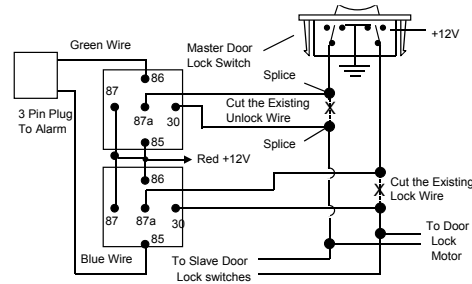 Green Wire
Master Door
Lock Switch
+12V
86
87
Splice
3 Pin Plug
To Alarm
87a
30
Cut the Existing
Unlock Wire
85
Splice
Red +12V
86
Cut the Existing
Lock Wire
87
87a
30
85
Blue Wire
To Slave Door
Lock switches
To Door
Lock
Motor